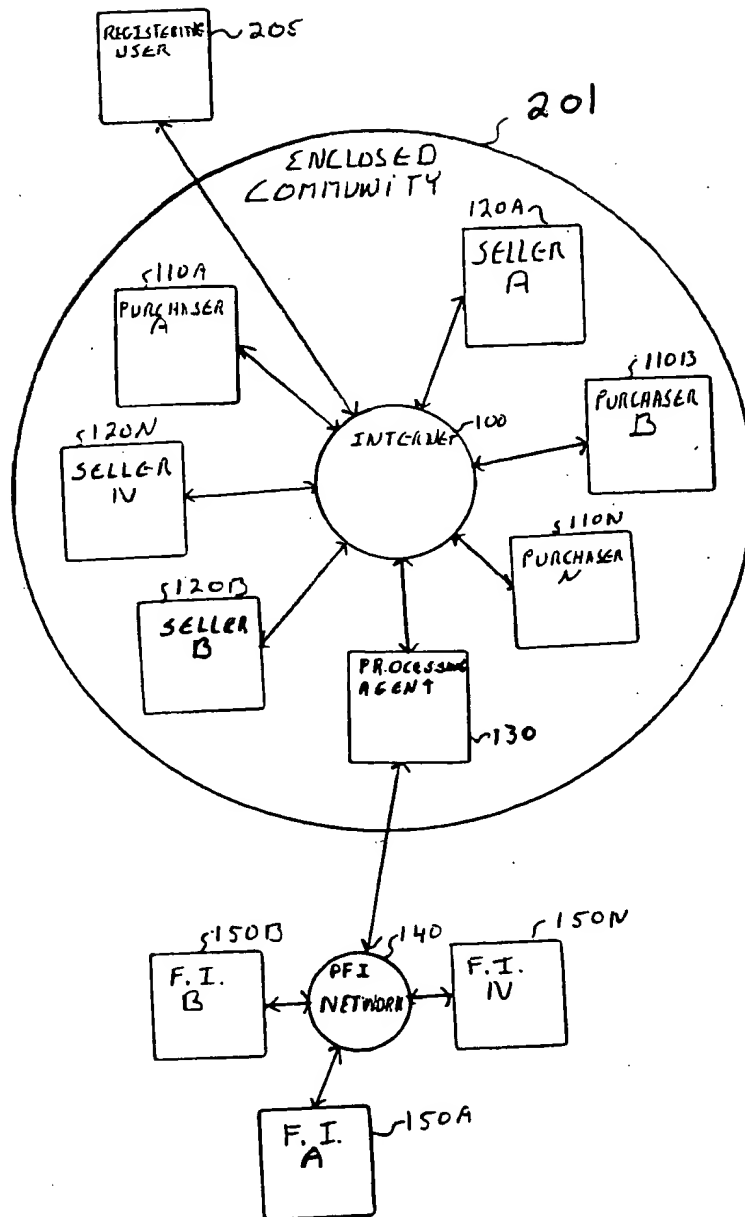 REGISTERING
USER
205
201
ENCLOSED
COMMUNITY
120A
SELLER
A
110A
PURCHASER
A
110B
PURCHASER
B
INTERNET
100
120N
SELLER
N
110N
PURCHASER
N
120B
SELLER
B
PROCESSING
AGENT
130
150B
F. I.
B
140
PFI
NETWORK
150N
F. I.
N
150A
F. I.
A